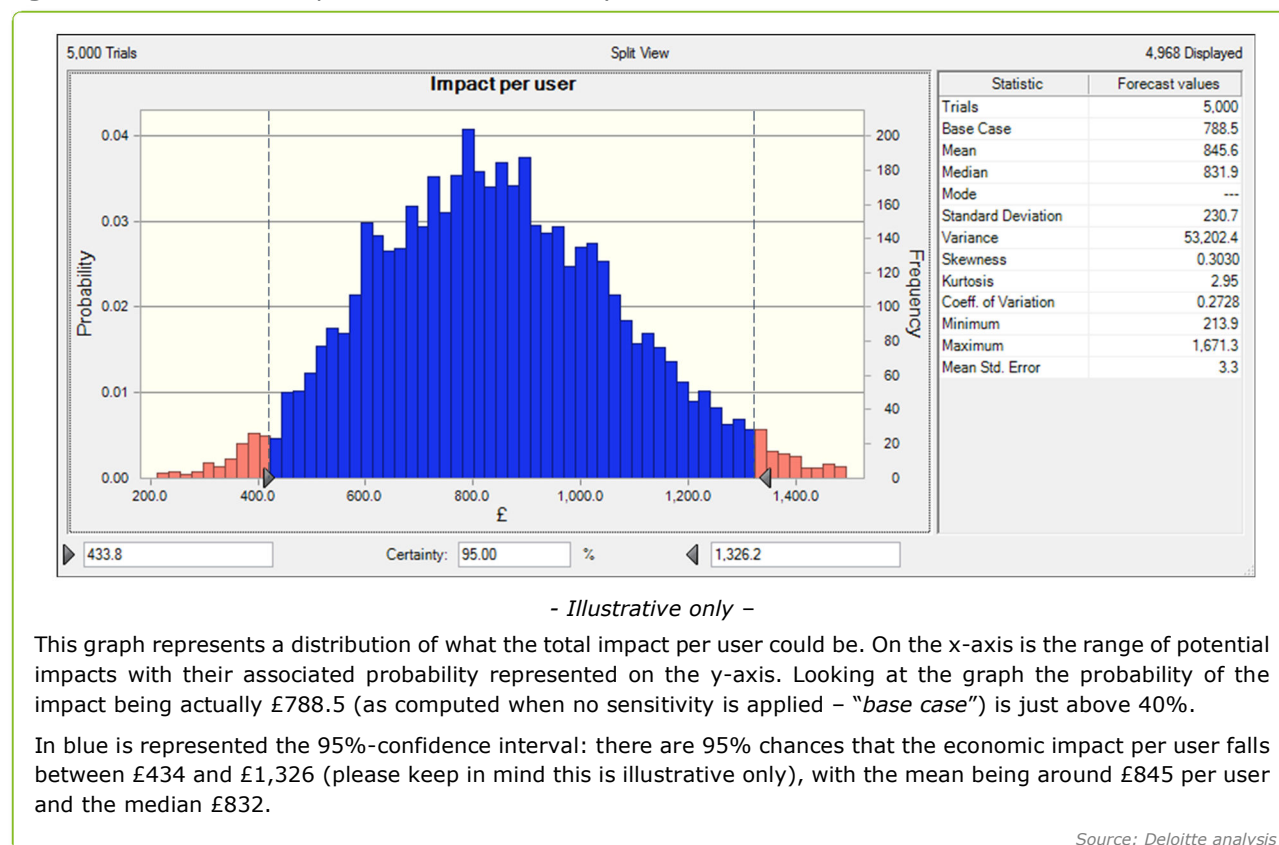 5,000 Trials
Split View
4,968 Displayed
Impact per user
Probability
0.04
0.03
0.02
0.01
0.00
200
180
160
140
120
100
80
60
40
20
0
Frequency
200.0
400.0
600.0
800.0
1,000.0
1,200.0
1,400.0
£
433.8
Certainty: 95.00 %
1,326.2
Statistic Forecast values
Trials 5,000
Base Case 788.5
Mean 845.6
Median 831.9
Mode ---
Standard Deviation 230.7
Variance 53,202.4
Skewness 0.3030
Kurtosis 2.95
Coeff. of Variation 0.2728
Minimum 213.9
Maximum 1,671.3
Mean Std. Error 3.3
- Illustrative only –
This graph represents a distribution of what the total impact per user could be. On the x-axis is the range of potential
impacts with their associated probability represented on the y-axis. Looking at the graph the probability of the
impact being actually £788.5 (as computed when no sensitivity is applied – “base case”) is just above 40%.
In blue is represented the 95%-confidence interval: there are 95% chances that the economic impact per user falls
between £434 and £1,326 (please keep in mind this is illustrative only), with the mean being around £845 per user
and the median £832.
Source: Deloitte analysis